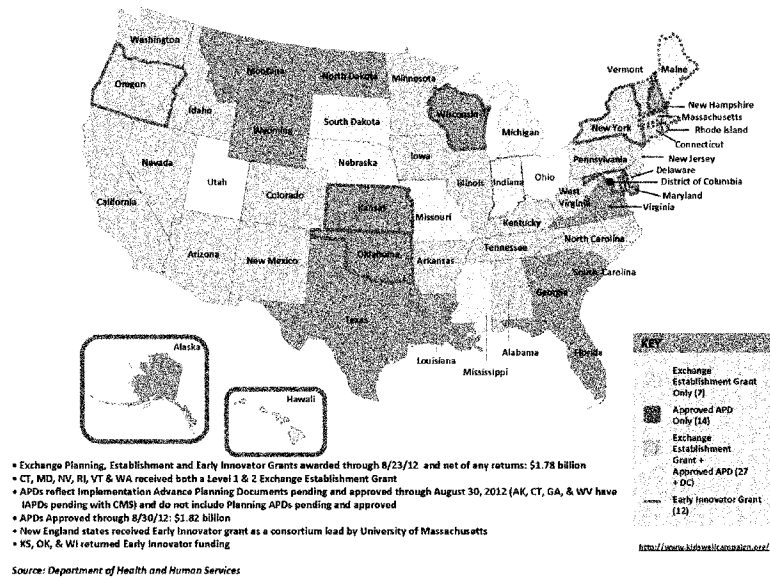 Washington
Oregon
Idaho
Montana
North Dakota
Minnesota
Wyoming
South Dakota
Wisconsin
Michigan
Vermont
Maine
New York
New Hampshire
Massachusetts
Rhode Island
Connecticut
Nevada
Utah
Nebraska
Iowa
Illinois
Indiana
Ohio
Pennsylvania
New Jersey
Delaware
District of Columbia
Maryland
Virginia
California
Colorado
Kansas
Missouri
West Virginia
Kentucky
Arizona
New Mexico
Oklahoma
Arkansas
Tennessee
North Carolina
South Carolina
Georgia
Texas
Louisiana
Mississippi
Alabama
Florida
Alaska
Hawaii
KEY
Exchange
Establishment Grant
Only (7)
Approved APD
Only (14)
Exchange
Establishment
Grant +
Approved APD (27
+ DC)
Early Innovator Grant
(12)
• Exchange Planning, Establishment and Early Innovator Grants awarded through 8/23/12 and net of any returns: $1.78 billion
• CT, MD, NV, RI, VT & WA received both a Level 1 & 2 Exchange Establishment Grant
• APDs reflect Implementation Advance Planning Documents pending and approved through August 30, 2012 (AK, CT, GA, & WV have
IAPDs pending with CMS) and do not include Planning APDs pending and approved
• APDs Approved through 8/30/12: $1.82 billion
• New England states received Early Innovator grant as a consortium lead by University of Massachusetts
• KS, OK, & WI returned Early Innovator funding
http://www.kidswellcampaign.org/
Source: Department of Health and Human Services